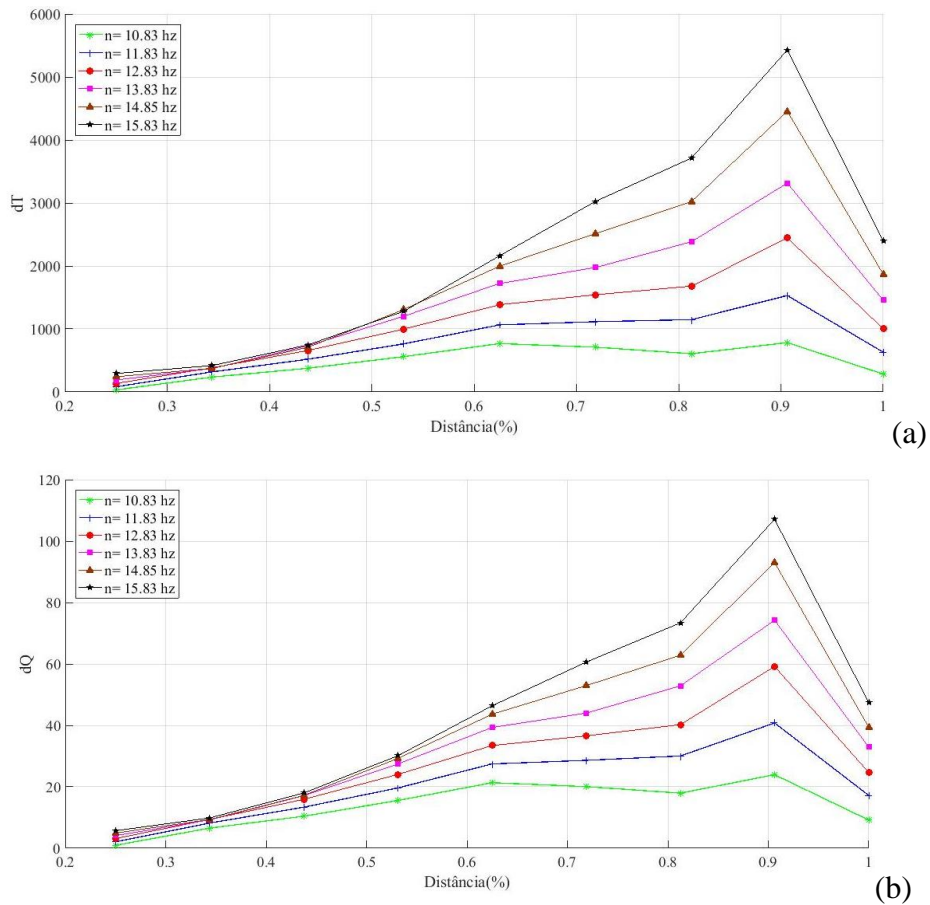 6000
5000
4000
3000
2000
1000
0
dT
n= 10.83 hz
n= 11.83 hz
n= 12.83 hz
n= 13.83 hz
n= 14.85 hz
n= 15.83 hz
0.2 0.3 0.4 0.5 0.6 0.7 0.8 0.9 1
Distância(%)
(a)
120
100
80
60
40
20
0
dQ
n= 10.83 hz
n= 11.83 hz
n= 12.83 hz
n= 13.83 hz
n= 14.85 hz
n= 15.83 hz
0.2 0.3 0.4 0.5 0.6 0.7 0.8 0.9 1
Distância(%)
(b)